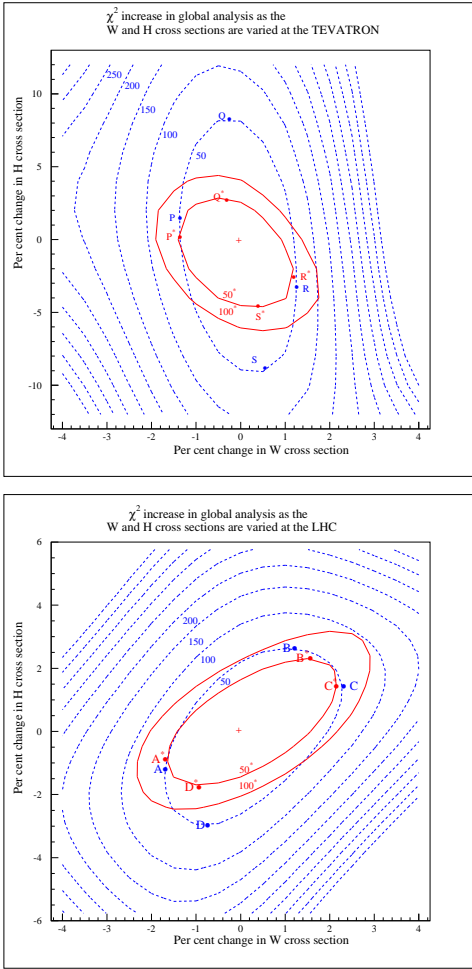 χ² increase in global analysis as the
W and H cross sections are varied at the TEVATRON
Per cent change in H cross section
10
5
0
-5
-10
250
200
150
100
50
Q
Q*
P
P*
R*
R
50*
100*
S*
S
-4 -3 -2 -1 0 1 2 3 4
Per cent change in W cross section
χ² increase in global analysis as the
W and H cross sections are varied at the LHC
Per cent change in H cross section
6
4
2
0
-2
-4
-6
200
150
100
50
B
B*
C* C
A*
A
D*
50*
100*
D
-4 -3 -2 -1 0 1 2 3 4
Per cent change in W cross section